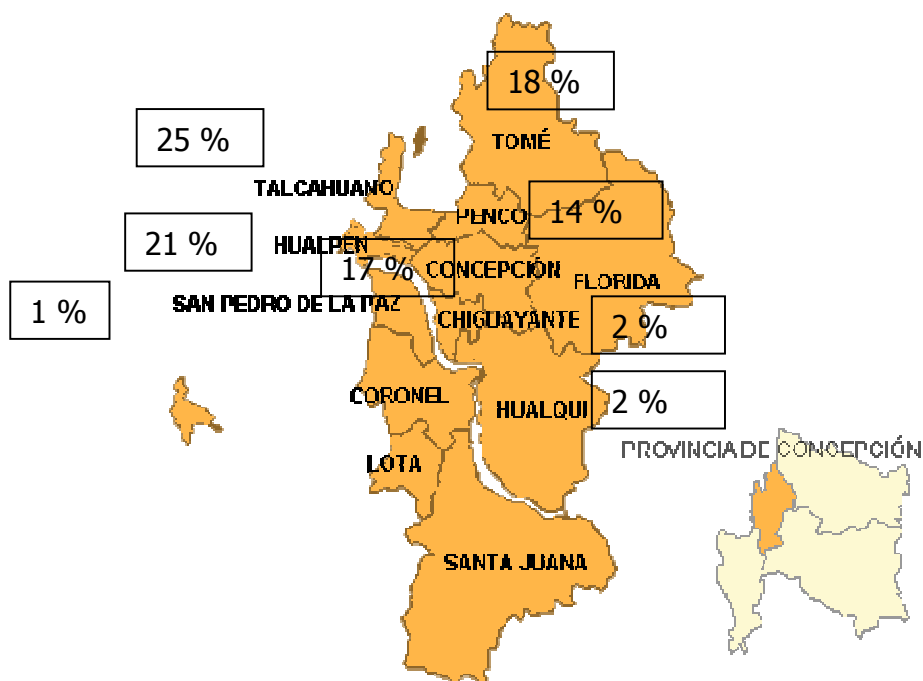 18 %
25 %
TOMÉ
TALCAHUANO
PENCO
14 %
21 %
HUALPEN
17 %
CONCEPCIÓN
FLORIDA
SAN PEDRO DE LA PAZ
1 %
CHIGUAYANTE
2 %
CORONEL
HUALQUI
2 %
PROVINCIA DE CONCEPCIÓN
LOTA
SANTA JUANA